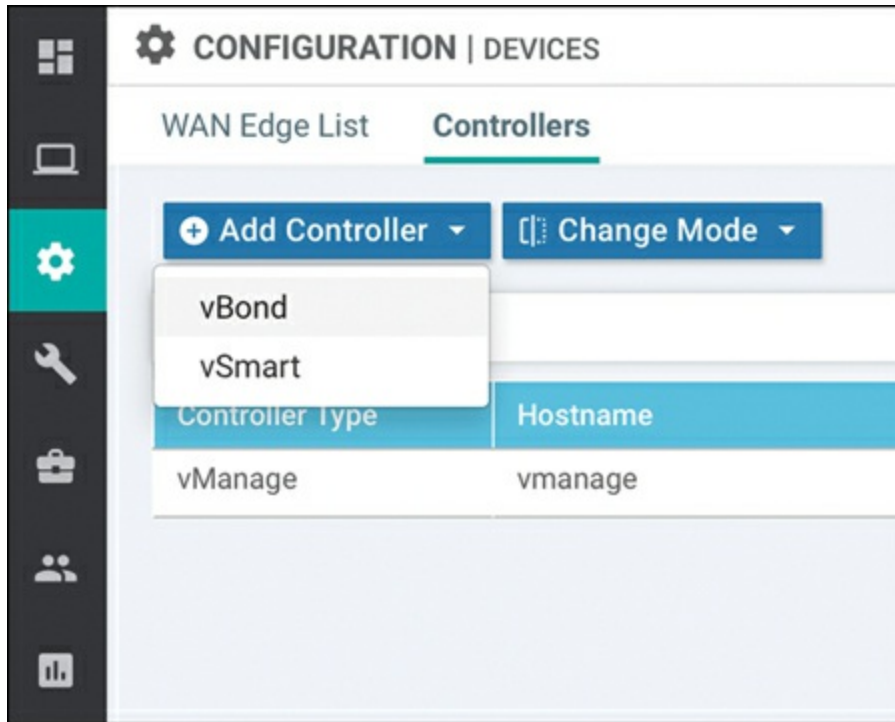 CONFIGURATION | DEVICES
WAN Edge List Controllers
Add Controller Change Mode
vBond
vSmart
Controller Type Hostname
vManage vmanage